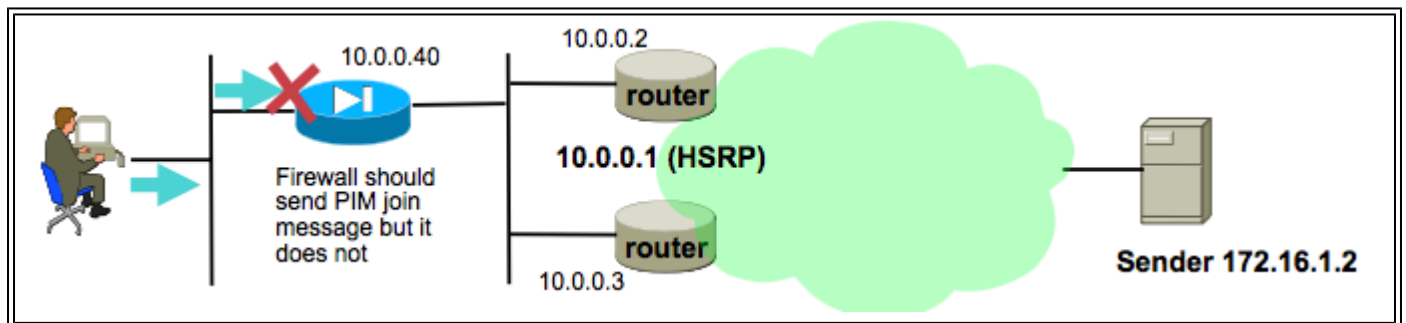 10.0.0.40
Firewall should
send PIM join
message but it
does not
10.0.0.2
router
10.0.0.1 (HSRP)
router
10.0.0.3
Sender 172.16.1.2